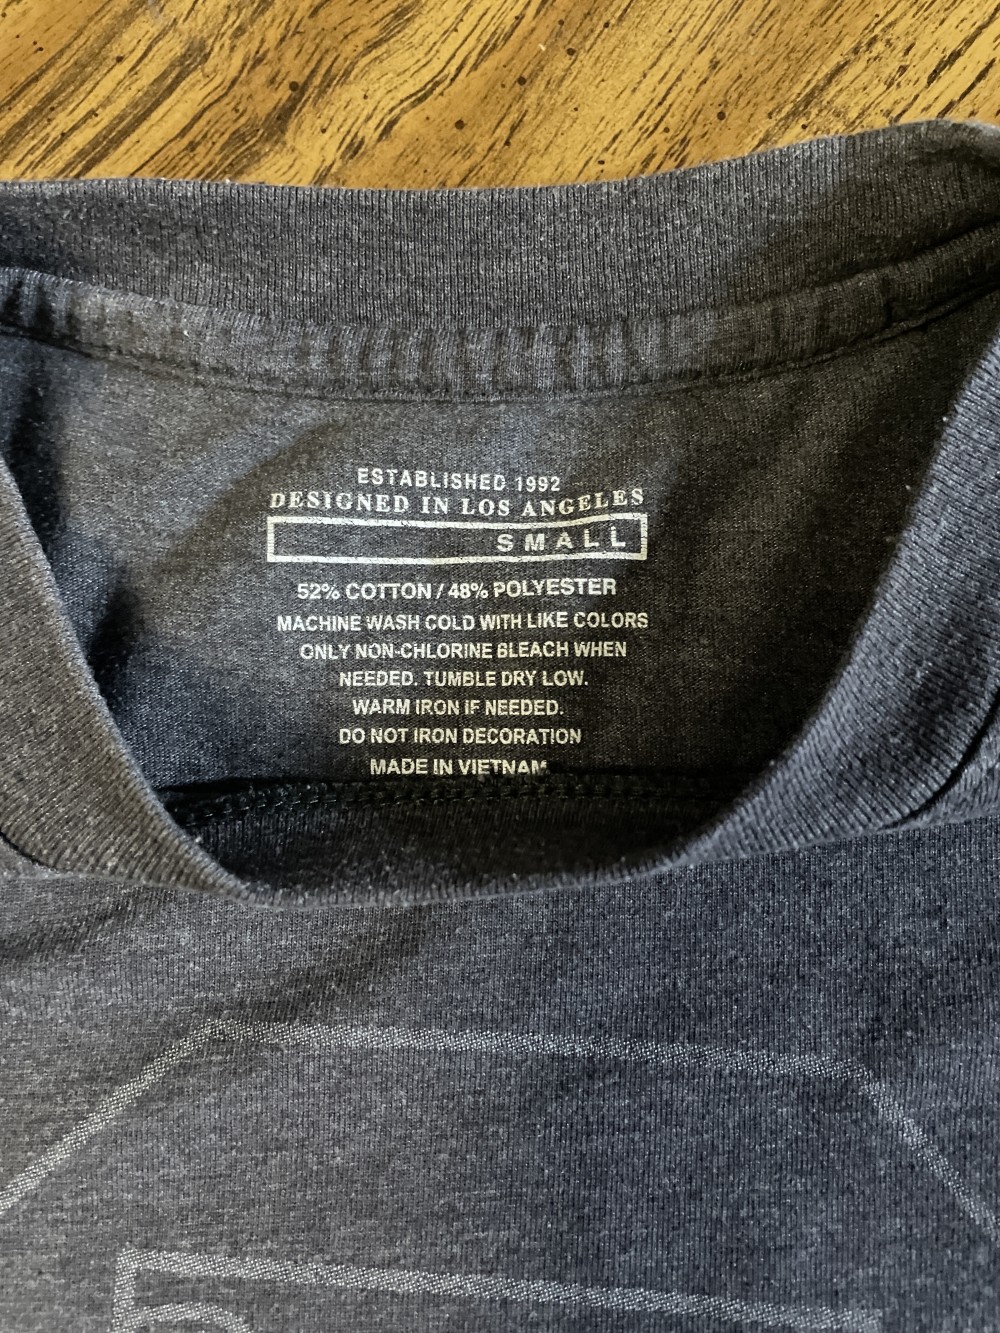 ESTABLISHED 1992
DESIGNED IN LOS ANGELES
SMALL
52% COTTON / 48% POLYESTER
MACHINE WASH COLD WITH LIKE COLORS
ONLY NON-CHLORINE BLEACH WHEN
NEEDED. TUMBLE DRY LOW.
WARM IRON IF NEEDED.
DO NOT IRON DECORATION
MADE IN VIETNAM